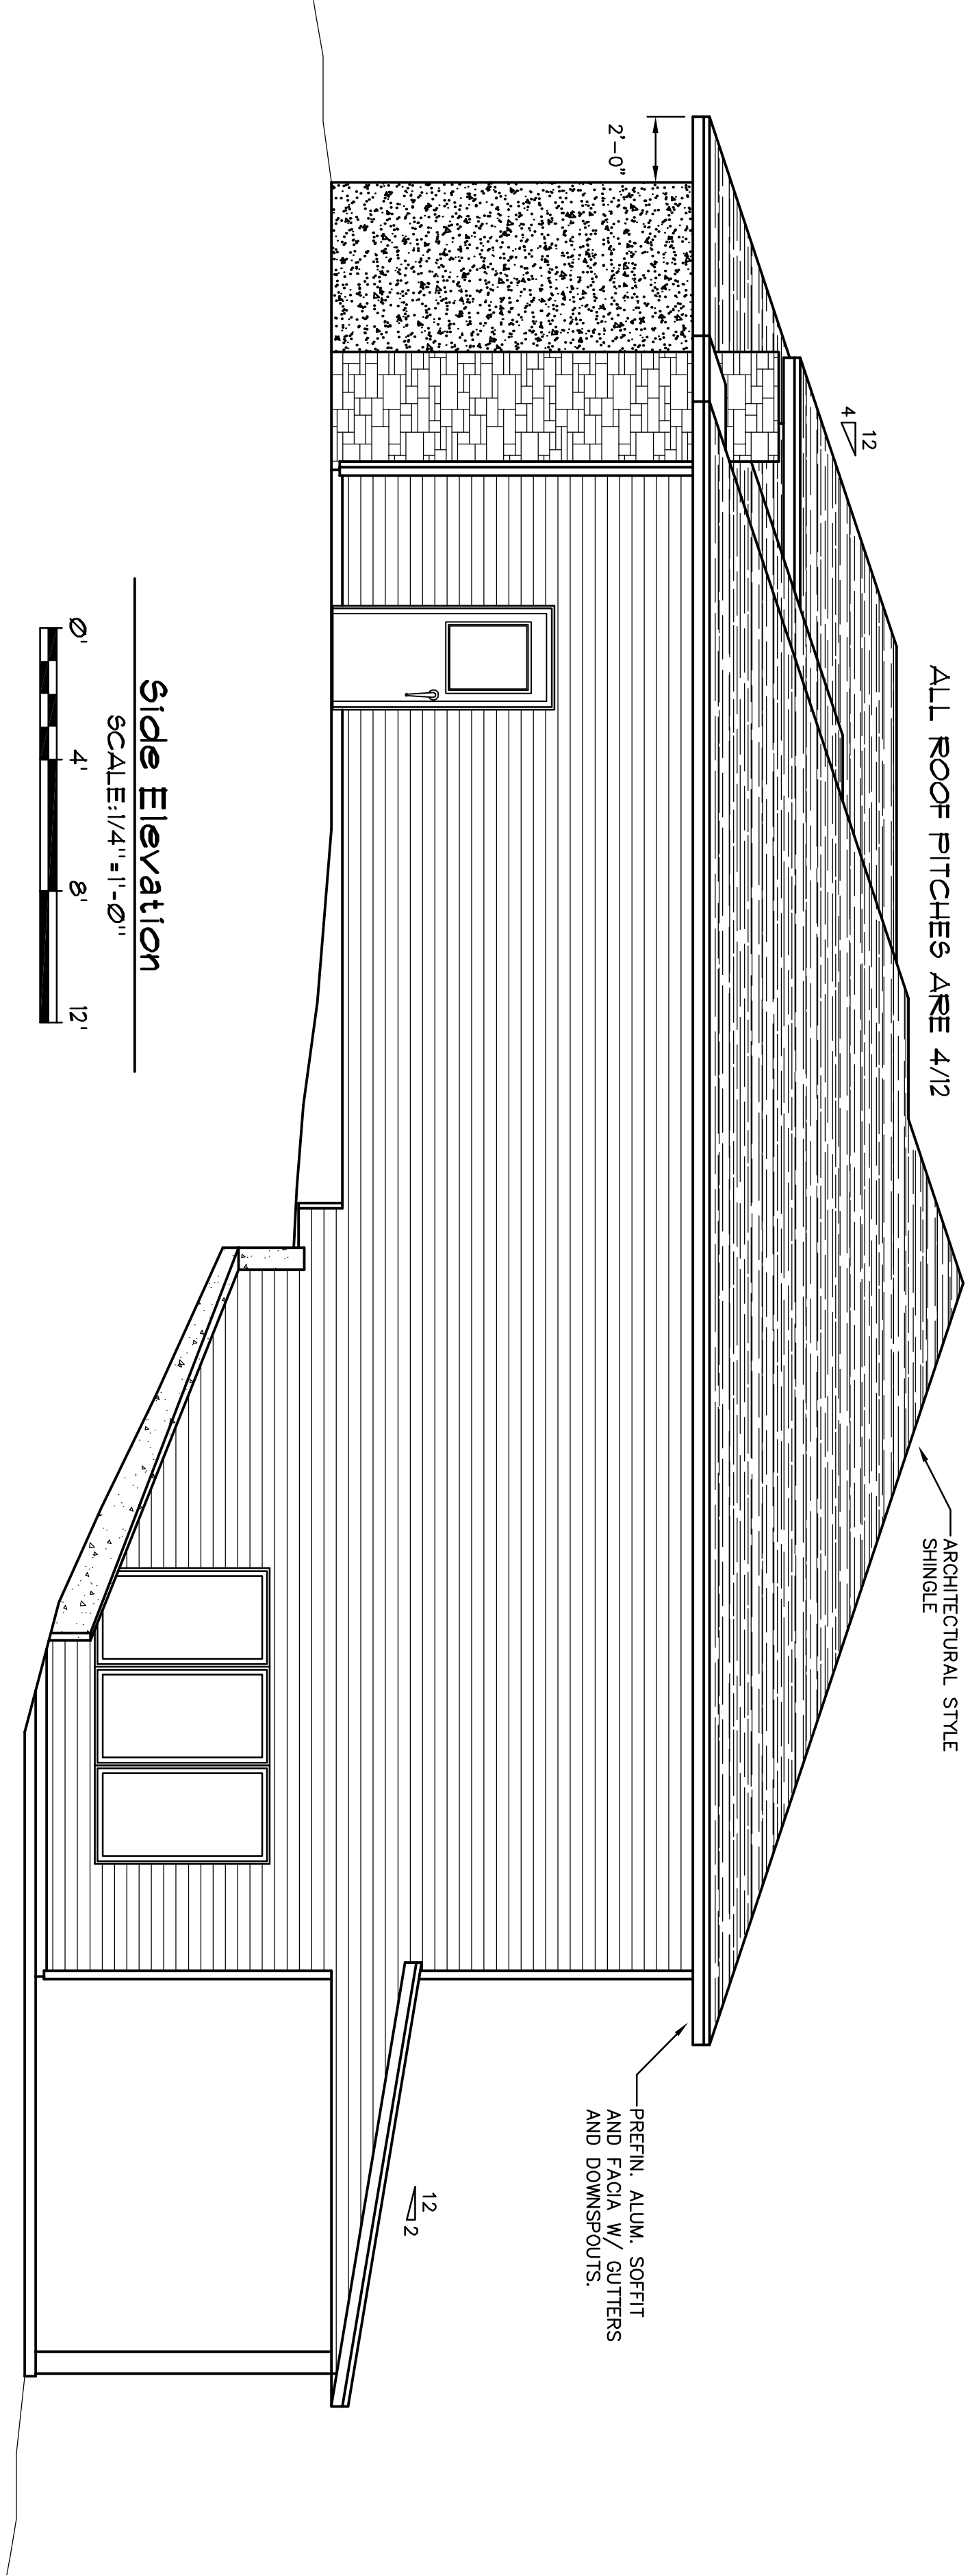 ALL ROOF PITCHES ARE 4/12
12
4
ARCHITECTURAL STYLE
SHINGLE
2'-0"
PREFIN. ALUM. SOFFIT
AND FACIA W/ GUTTERS
AND DOWNSPOUTS.
12
2
Side Elevation
SCALE:1/4"=1'-0"
0' 4' 8' 12'